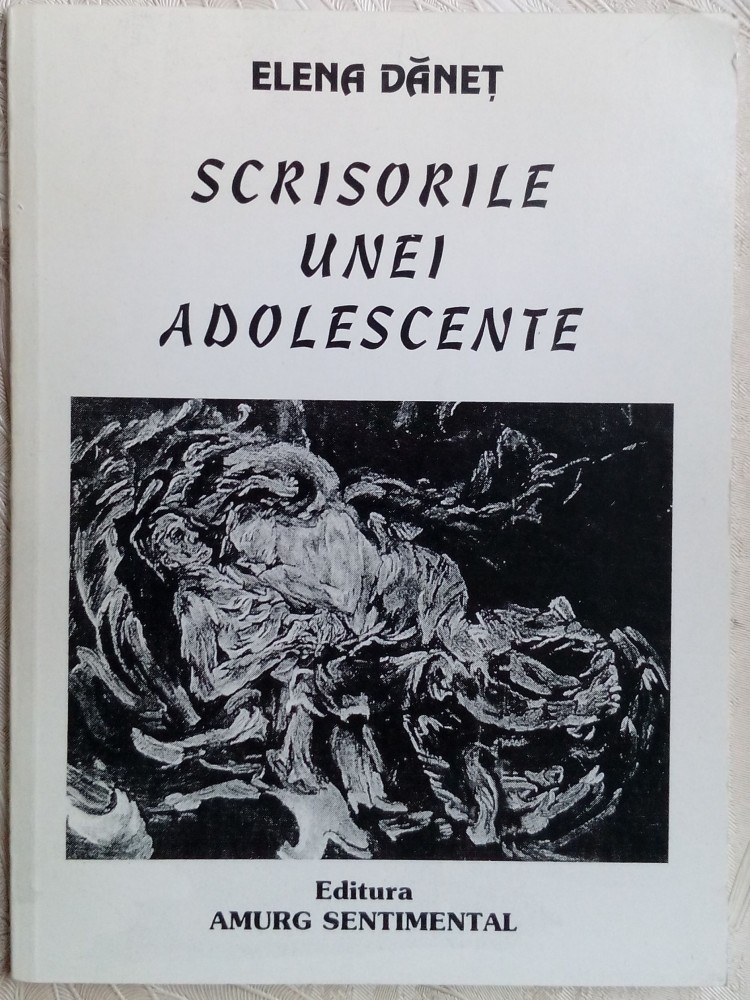 ELENA DĂNEȚ
SCRISORILE
UNEI
ADOLESCENTE
Editura
AMURG SENTIMENTAL